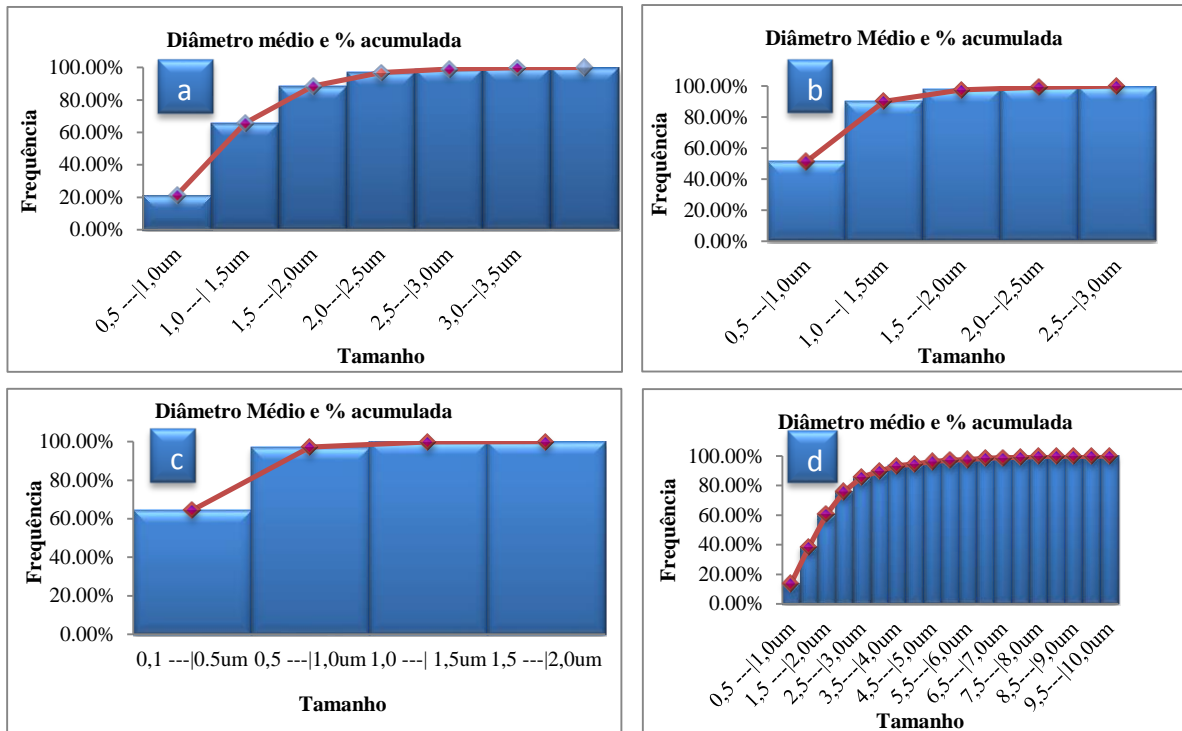 Diâmetro médio e % acumulada
a
Frequência
100.00%
80.00%
60.00%
40.00%
20.00%
0.00%
0,5 ---|1,0um
1,0 ---| 1,5um
1,5 ---|2,0um
2,0---|2,5um
2,5---|3,0um
3,0---|3,5um
Tamanho
Diâmetro Médio e % acumulada
b
Frequência
100.00%
80.00%
60.00%
40.00%
20.00%
0.00%
0,5 ---|1,0um
1,0 ---| 1,5um
1,5 ---|2,0um
2,0---|2,5um
2,5---|3,0um
Tamanho
Diâmetro Médio e % acumulada
c
Frequência
100.00%
80.00%
60.00%
40.00%
20.00%
0.00%
0,1 ---|0.5um 0,5 ---|1,0um 1,0 ---| 1,5um 1,5 ---|2,0um
Tamanho
Diâmetro médio e % acumulada
d
Frequência
100.00%
80.00%
60.00%
40.00%
20.00%
0.00%
0,5 ---|1,0um
1,5 ---|2,0um
2,5---|3,0um
3,5---|4,0um
4,5---|5,0um
5,5---|6,0um
6,5---|7,0um
7,5---|8,0um
8,5---|9,0um
9,5---|10,0um
Tamanho